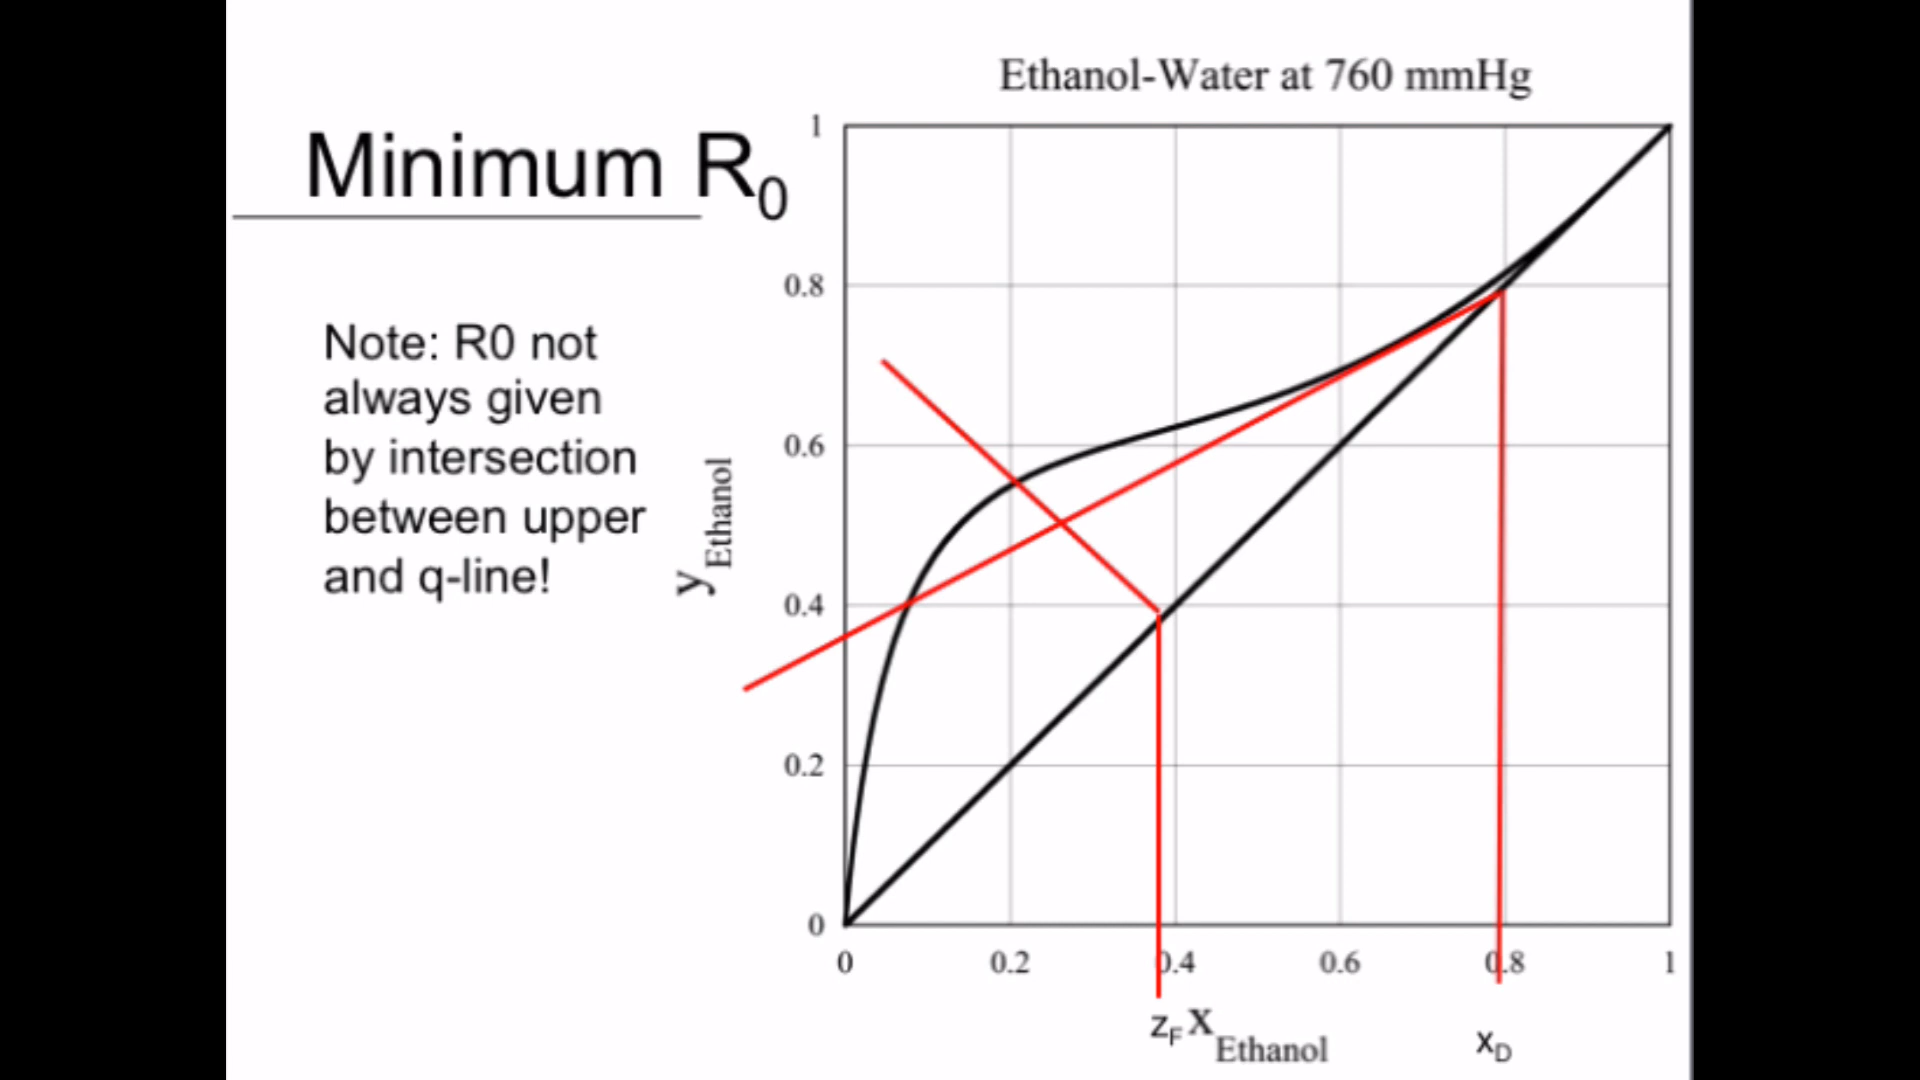 Ethanol-Water at 760 mmHg
Minimum R0
Note: R0 not
always given
by intersection
between upper
and q-line!
yEthanol
1
0.8
0.6
0.4
0.2
0
0 0.2 0.4 0.6 0.8 1
zF xEthanol xD